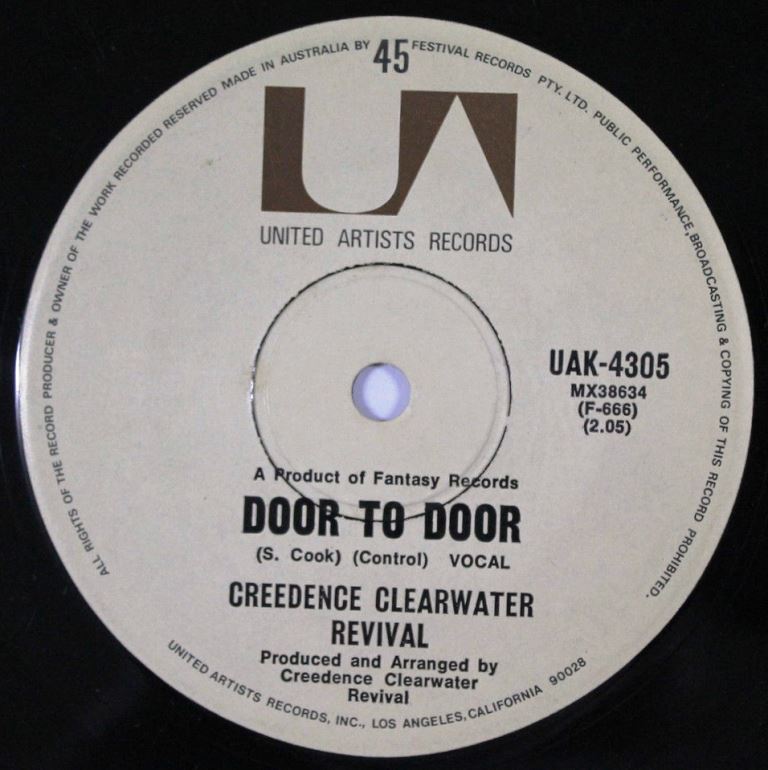 ALL RIGHTS OF THE RECORD PRODUCER & OWNER OF THE WORK RECORDED RESERVED MADE IN AUSTRALIA BY 45 FESTIVAL RECORDS PTY. LTD. PUBLIC PERFORMANCE, BROADCASTING & COPYING OF THIS RECORD PROHIBITED.
UA
UNITED ARTISTS RECORDS
UAK-4305
MX38634
(F-666)
(2.05)
A Product of Fantasy Records
DOOR TO DOOR
(S. Cook) (Control) VOCAL
CREEDENCE CLEARWATER
REVIVAL
Produced and Arranged by
Creedence Clearwater
Revival
UNITED ARTISTS RECORDS, INC., LOS ANGELES, CALIFORNIA 90028